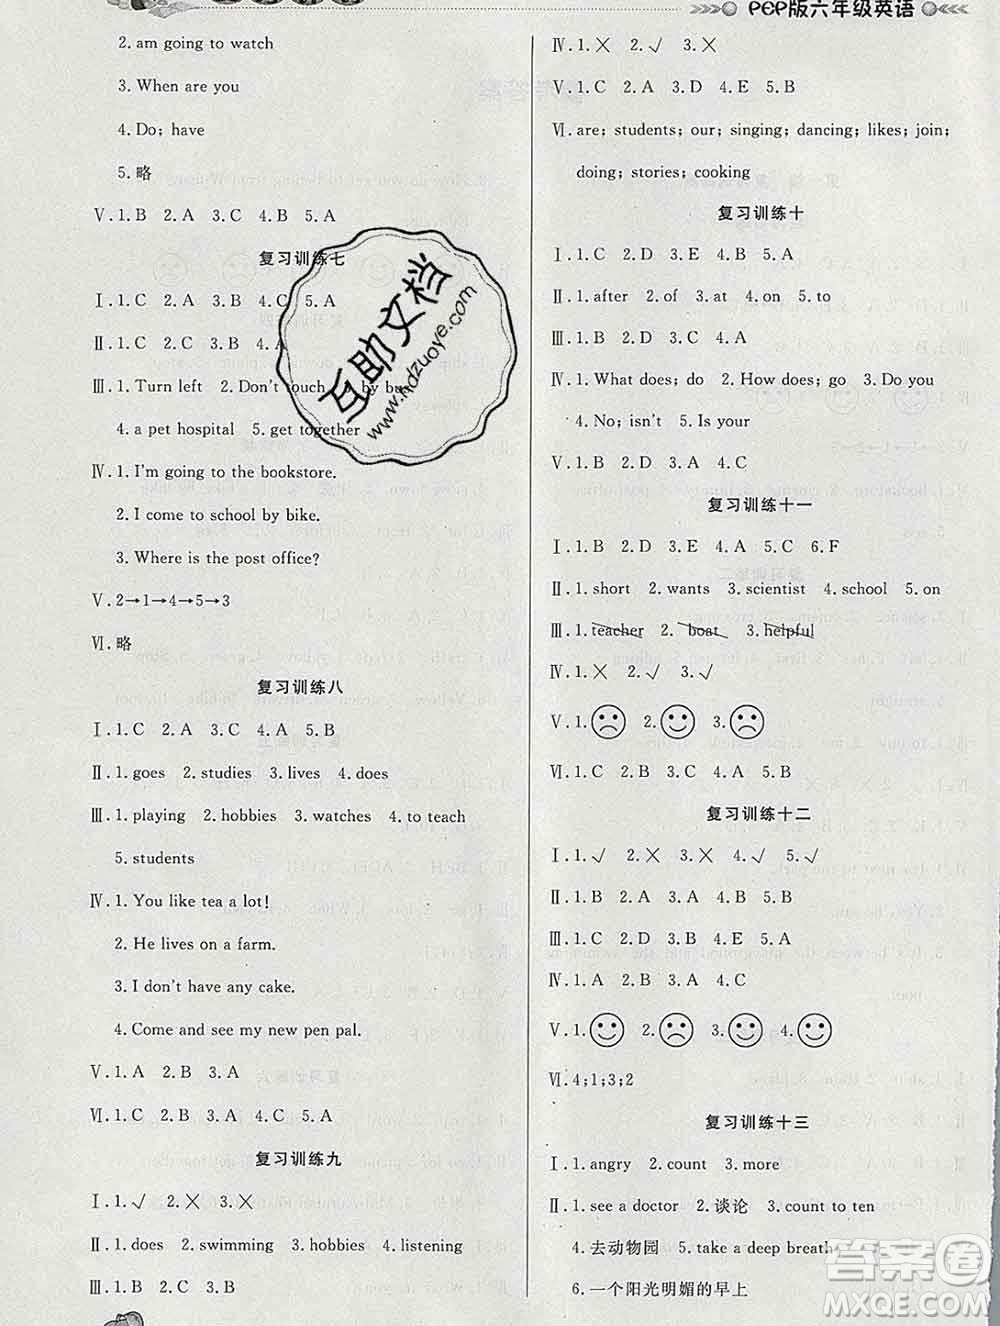 PEP版六年级英语
2. am going to watch
3. When are you
4. Do; have
5. 略
Ⅴ. 1. B 2. A 3. C 4. B 5. A
复习训练七
Ⅰ. 1. C 2. A 3. B 4. C 5. A
Ⅱ. 1. C 2. B 3. B 4. A
Ⅲ. 1. Turn left 2. Don't touch 3. by bus
4. a pet hospital 5. get together
Ⅳ. 1. I'm going to the bookstore.
2. I come to school by bike.
3. Where is the post office?
Ⅴ. 2→1→4→5→3
Ⅵ. 略
复习训练八
Ⅰ. 1. C 2. A 3. C 4. A 5. B
Ⅱ. 1. goes 2. studies 3. lives 4. does
Ⅲ. 1. playing 2. hobbies 3. watches 4. to teach
5. students
Ⅳ. 1. You like tea a lot!
2. He lives on a farm.
3. I don't have any cake.
4. Come and see my new pen pal.
Ⅴ. 1. A 2. B 3. A 4. B
Ⅵ. 1. C 2. B 3. A 4. C 5. A
复习训练九
Ⅰ. 1. √ 2. × 3. ×
Ⅱ. 1. does 2. swimming 3. hobbies 4. listening
Ⅲ. 1. B 2. C 3. A 4. C 5. B
Ⅳ. 1. × 2. √ 3. ×
Ⅴ. 1. C 2. A 3. D 4. E 5. B
Ⅵ. are; students; our; singing; dancing; likes; join;
doing; stories; cooking
复习训练十
Ⅰ. 1. C 2. D 3. E 4. B 5. A
Ⅱ. 1. after 2. of 3. at 4. on 5. to
Ⅲ. 1. B 2. D 3. A 4. C
Ⅳ. 1. What does; do 2. How does; go 3. Do you
4. No; isn't 5. Is your
Ⅴ. 1. B 2. D 3. A 4. C
复习训练十一
Ⅰ. 1. B 2. D 3. E 4. A 5. C 6. F
Ⅱ. 1. short 2. wants 3. scientist 4. school 5. on
Ⅲ. 1. teacher 2. boat 3. helpful
Ⅳ. 1. × 2. √ 3. √
Ⅴ. 1. 2. 3.
Ⅵ. 1. C 2. B 3. C 4. A 5. B
复习训练十二
Ⅰ. 1. √ 2. × 3. × 4. √ 5. √
Ⅱ. 1. B 2. A 3. C 4. B 5. A
Ⅲ. 1. C 2. B 3. D 4. A
Ⅳ. 1. C 2. B 3. C 4. B 5. A
Ⅴ. 1. 2. 3. 4.
Ⅵ. 4;1;3;2
复习训练十三
Ⅰ. 1. angry 2. count 3. more
Ⅱ. 1. see a doctor 2. 谈论 3. count to ten
4. 去动物园 5. take a deep breath
6. 一个阳光明媚的早上
互助文档
www.hdzuoye.com
答案圈
MXQE.COM